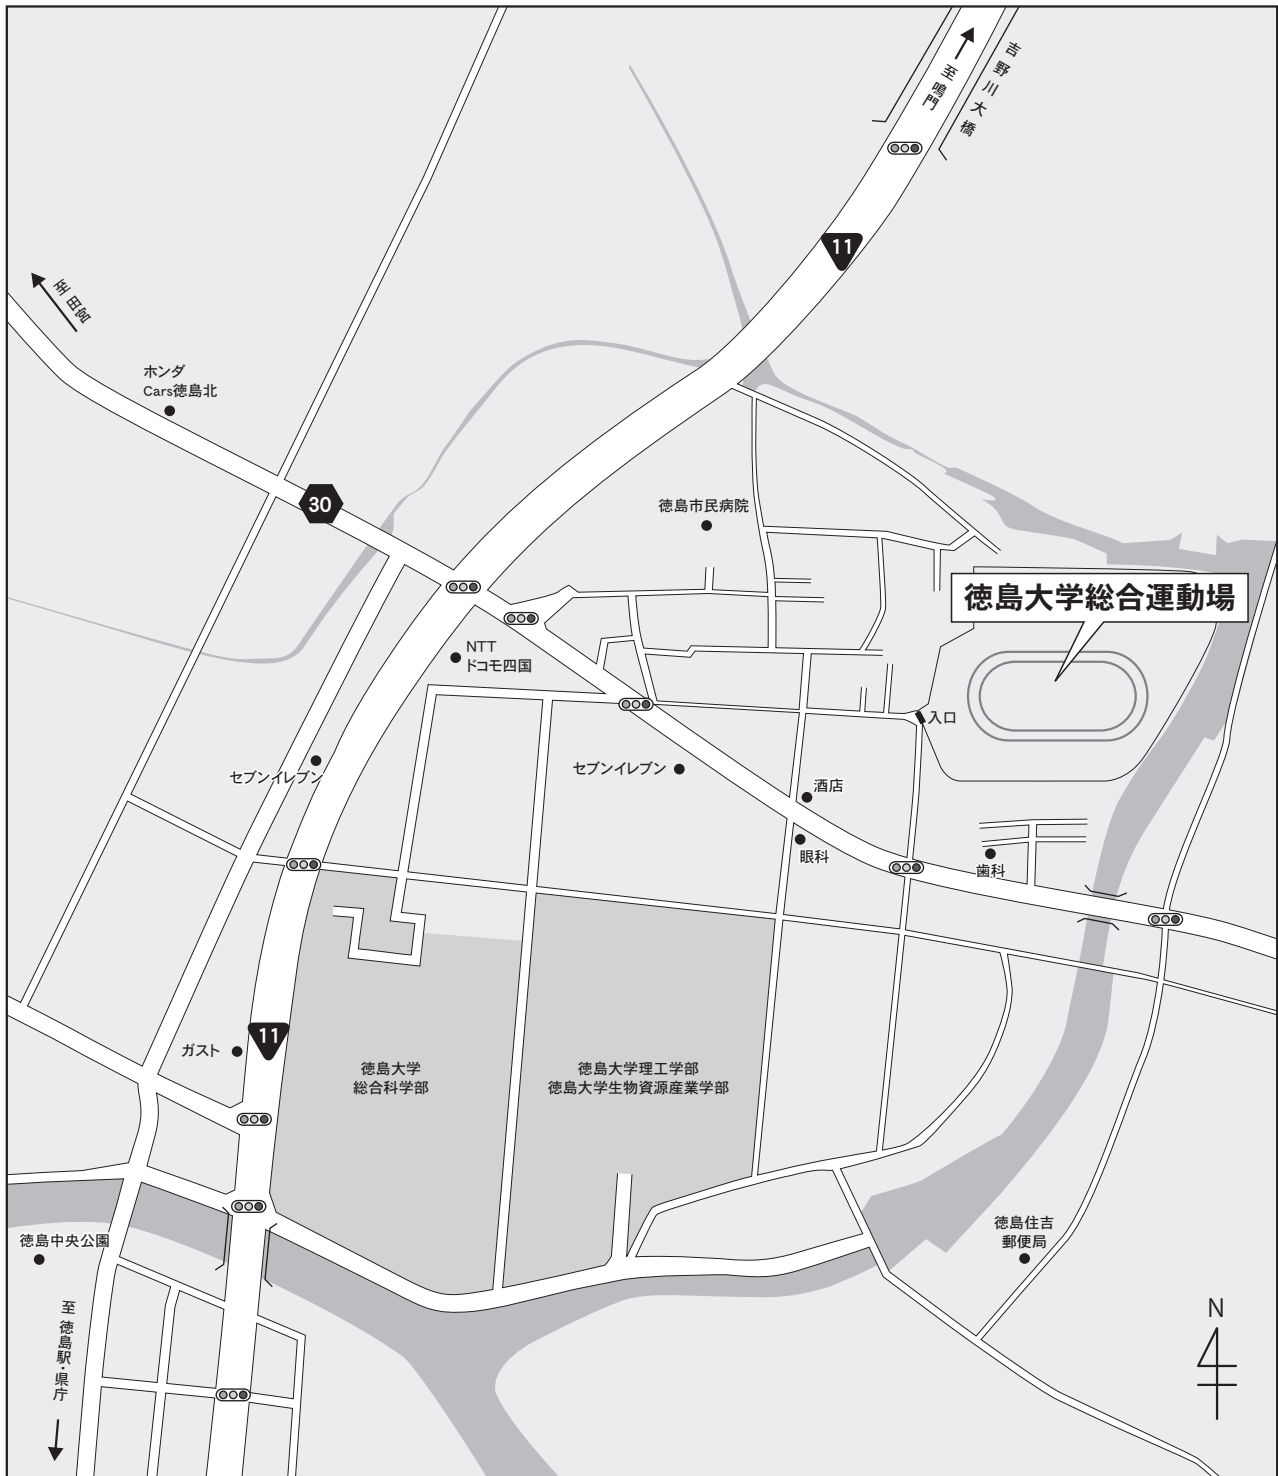 吉野川大橋
至鳴門
11
至田宮
ホンダ
Cars徳島北
30
徳島市民病院
徳島大学総合運動場
NTT
ドコモ四国
入口
セブンイレブン
セブンイレブン
酒店
眼科
歯科
11
ガスト
徳島大学
総合科学部
徳島大学理工学部
徳島大学生物資源産業学部
徳島中央公園
徳島住吉
郵便局
至 徳島駅・県庁
N